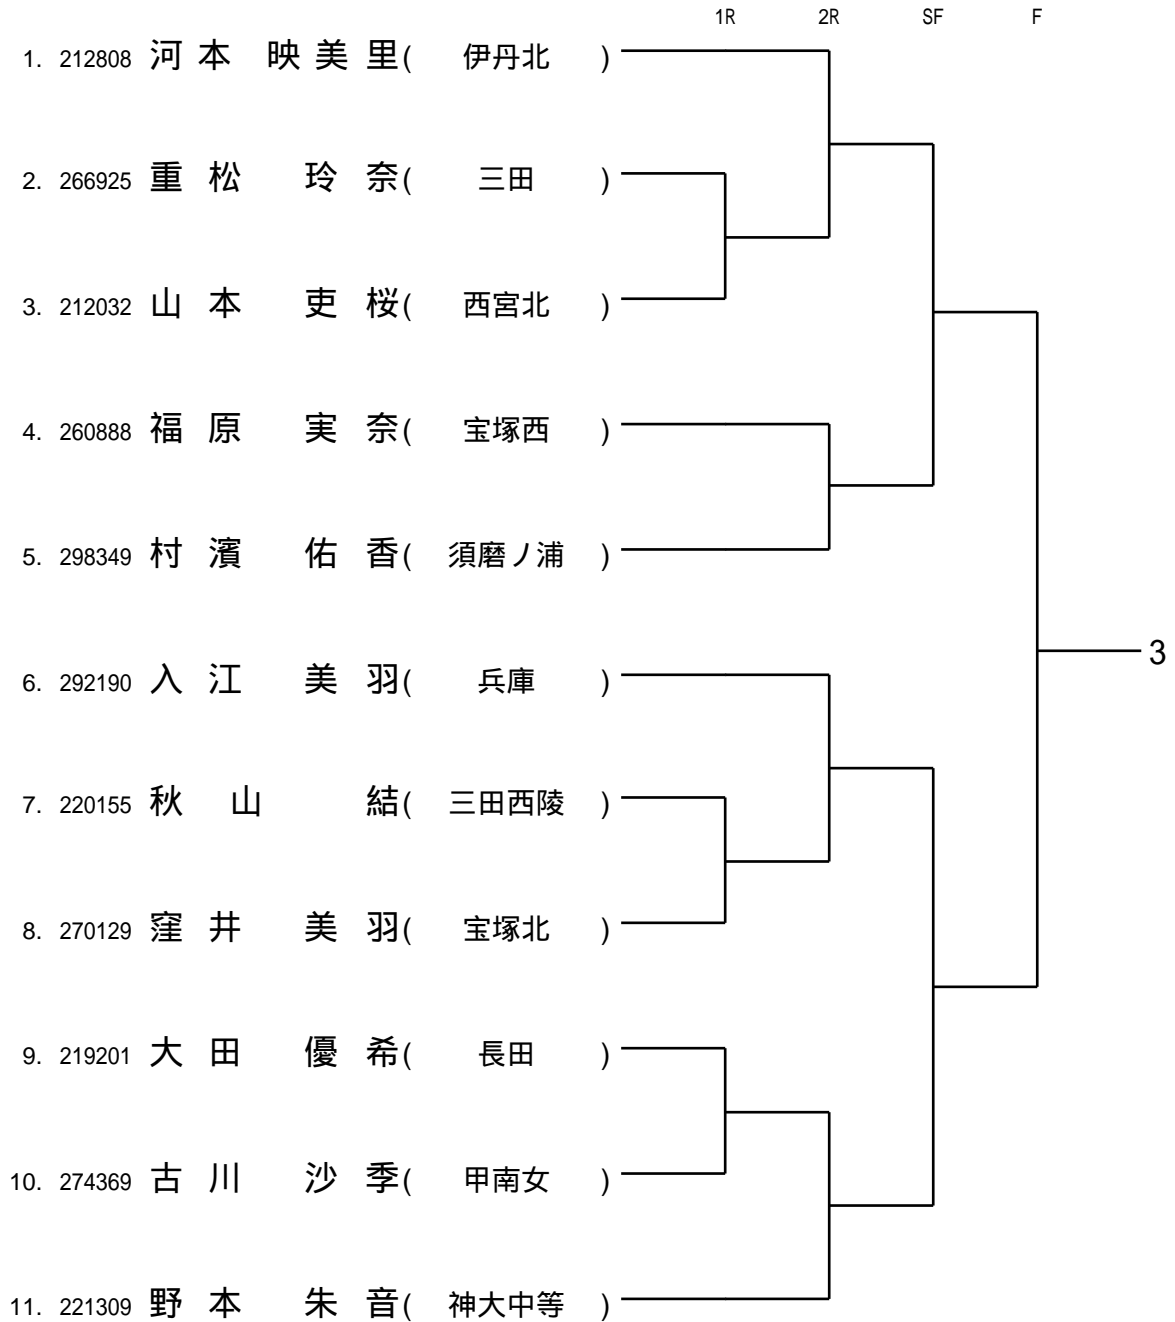 1R 2R SF F
1. 212808 河本 映美里( 伊丹北 )
2. 266925 重松 玲奈( 三田 )
3. 212032 山本 吏桜( 西宮北 )
4. 260888 福原 実奈( 宝塚西 )
5. 298349 村濱 佑香( 須磨ノ浦 )
3
6. 292190 入江 美羽( 兵庫 )
7. 220155 秋山 結( 三田西陵 )
8. 270129 窪井 美羽( 宝塚北 )
9. 219201 大田 優希( 長田 )
10. 274369 古川 沙季( 甲南女 )
11. 221309 野本 朱音( 神大中等 )